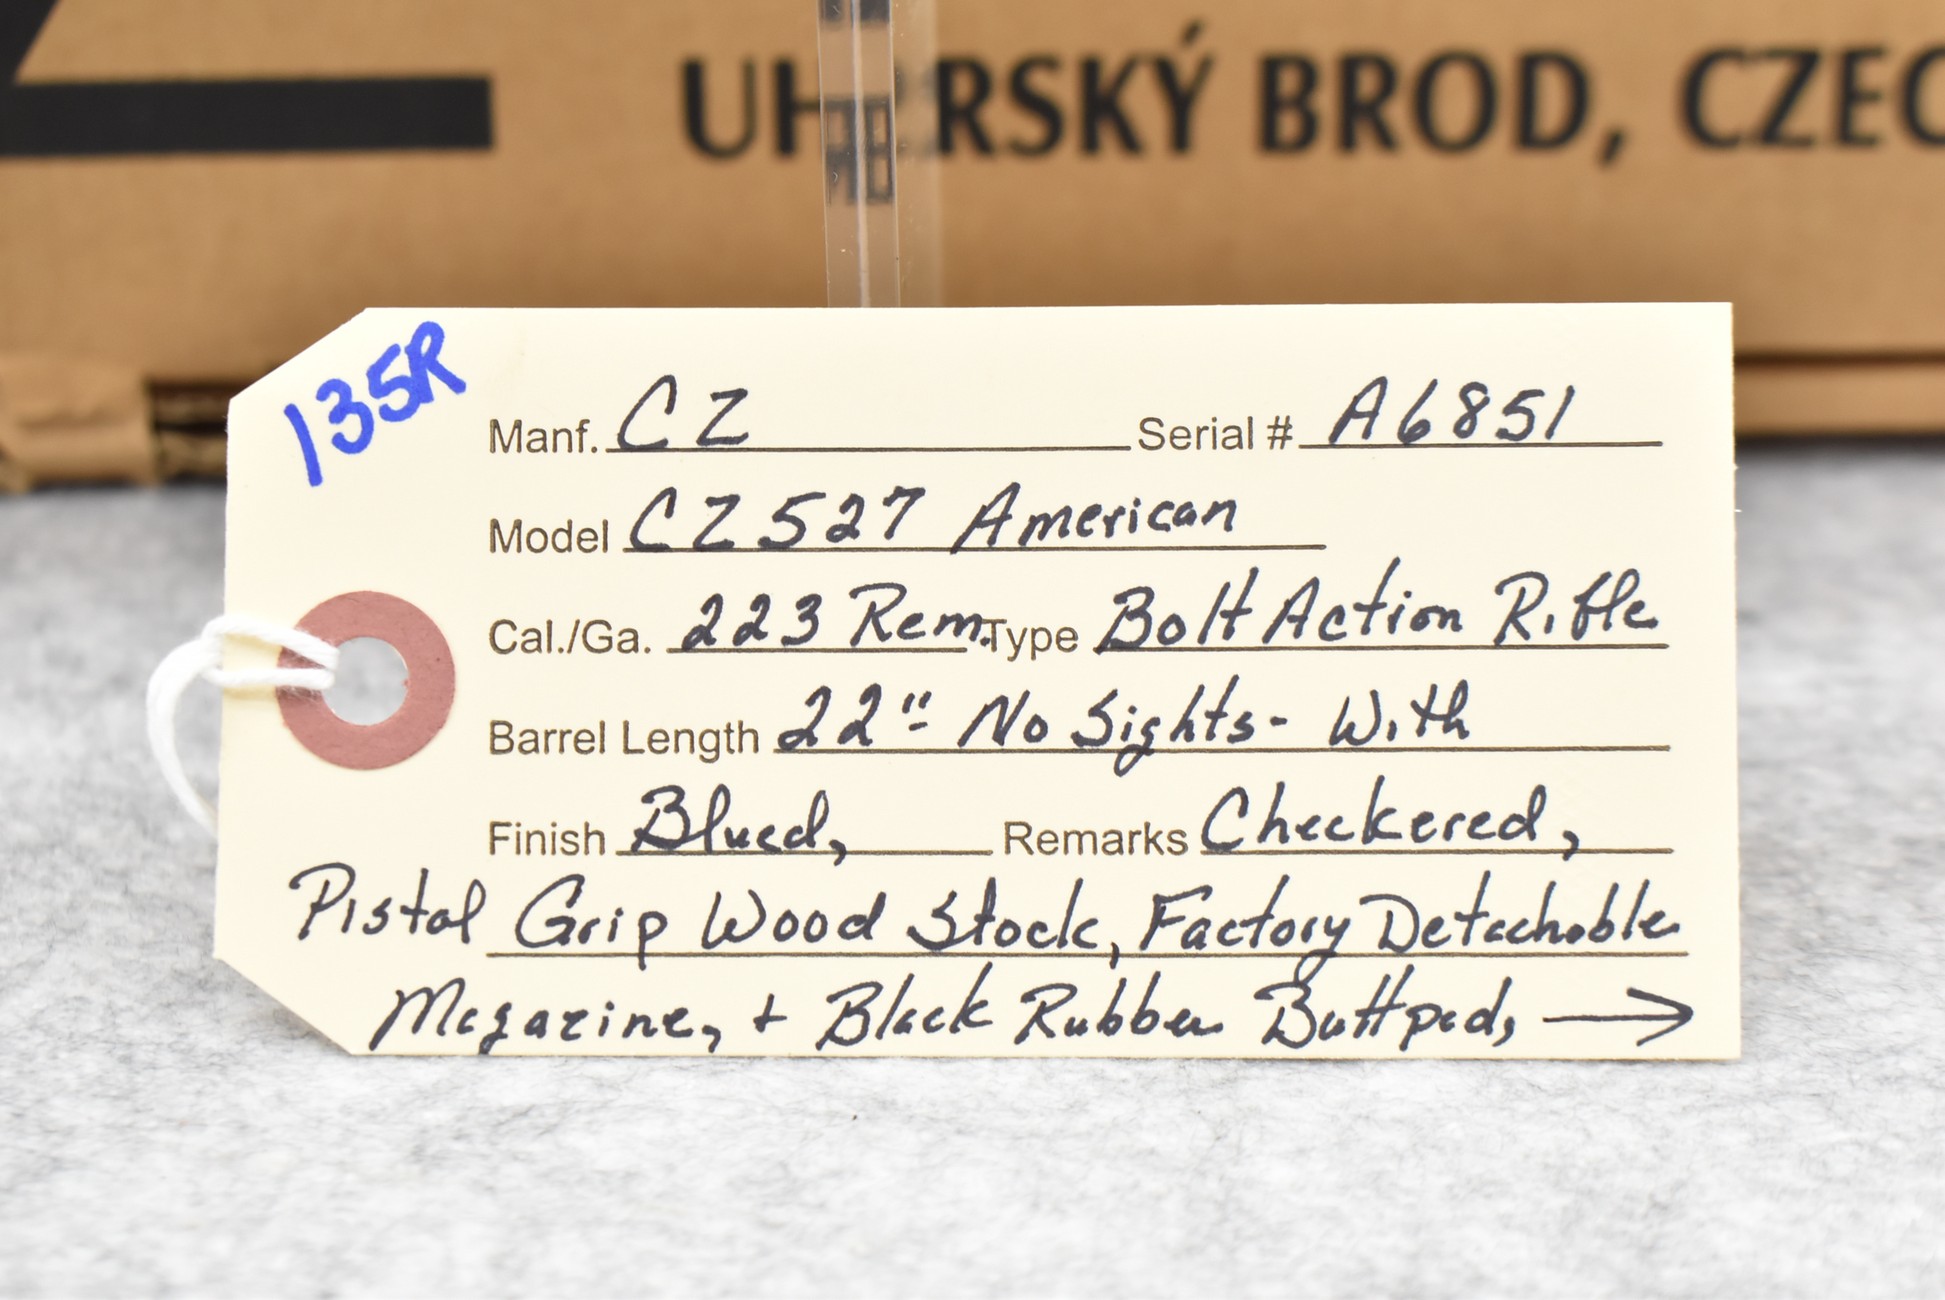 UHERSKÝ BROD, CZEC
135R
Manf. CZ Serial # A6851
Model CZ 527 American
Cal./Ga. 223 Rem. Type Bolt Action Rifle
Barrel Length 22"- No Sights- With
Finish Blued, Remarks Checkered,
Pistol Grip Wood Stock, Factory Detachable
Magazine, + Black Rubber Buttpad, →